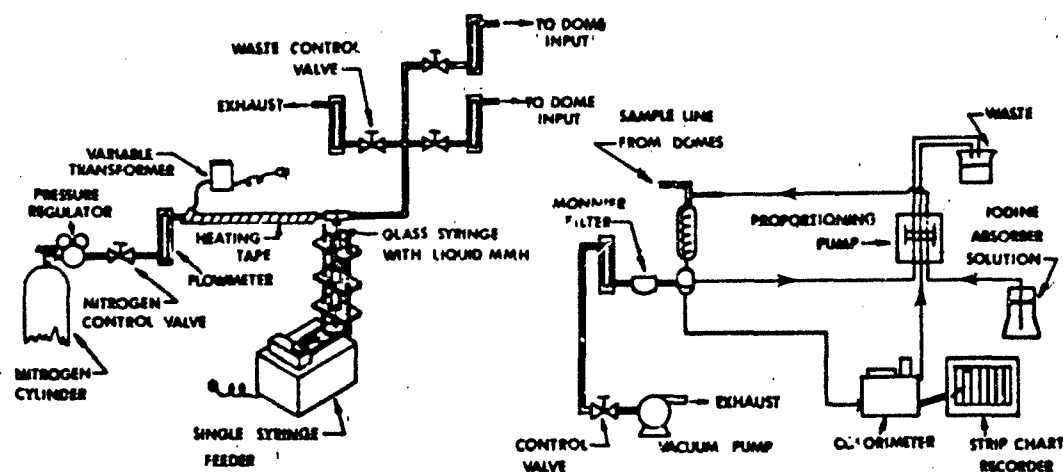 TO DOME
INPUT
WASTE CONTROL
VALVE
EXHAUST
TO DOME
INPUT
VARIABLE
TRANSFORMER
PRESSURE
REGULATOR
HEATING
TAPE
GLASS SYRINGE
WITH LIQUID MMH
FLOWMETER
NITROGEN
CONTROL VALVE
NITROGEN
CYLINDER
SINGLE SYRINGE
FEEDER
SAMPLE LINE
FROM DOMES
WASTE
MONNIER
FILTER
PROPORTIONING
PUMP
IODINE
ABSORBER
SOLUTION
EXHAUST
CONTROL
VALVE
VACUUM PUMP
COLORIMETER
STRIP CHART
RECORDER